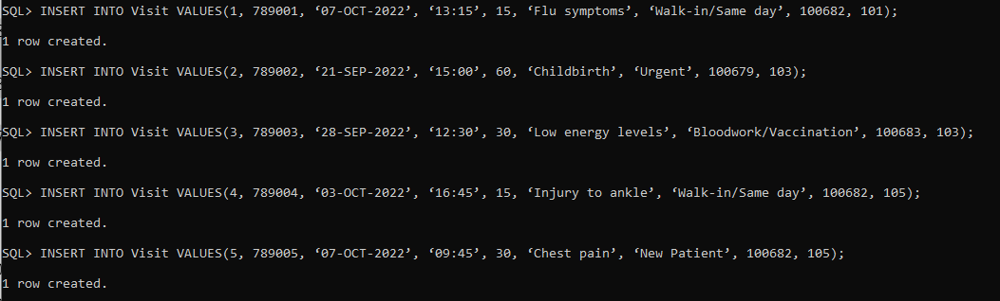 SQL> INSERT INTO Visit VALUES(1, 789001, ‘07-OCT-2022’, ‘13:15’, 15, ‘Flu symptoms’, ‘Walk-in/Same day’, 100682, 101);
1 row created.
SQL> INSERT INTO Visit VALUES(2, 789002, ‘21-SEP-2022’, ‘15:00’, 60, ‘Childbirth’, ‘Urgent’, 100679, 103);
1 row created.
SQL> INSERT INTO Visit VALUES(3, 789003, ‘28-SEP-2022’, ‘12:30’, 30, ‘Low energy levels’, ‘Bloodwork/Vaccination’, 100683, 103);
1 row created.
SQL> INSERT INTO Visit VALUES(4, 789004, ‘03-OCT-2022’, ‘16:45’, 15, ‘Injury to ankle’, ‘Walk-in/Same day’, 100682, 105);
1 row created.
SQL> INSERT INTO Visit VALUES(5, 789005, ‘07-OCT-2022’, ‘09:45’, 30, ‘Chest pain’, ‘New Patient’, 100682, 105);
1 row created.